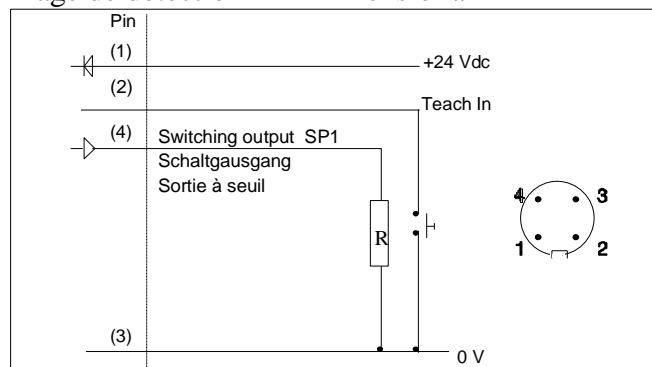 Pin
(1)
+24 Vdc
(2)
Teach In
(4)
Switching output SP1
Schaltgausgang
Sortie à seuil
R
4 3
1 2
(3)
0 V